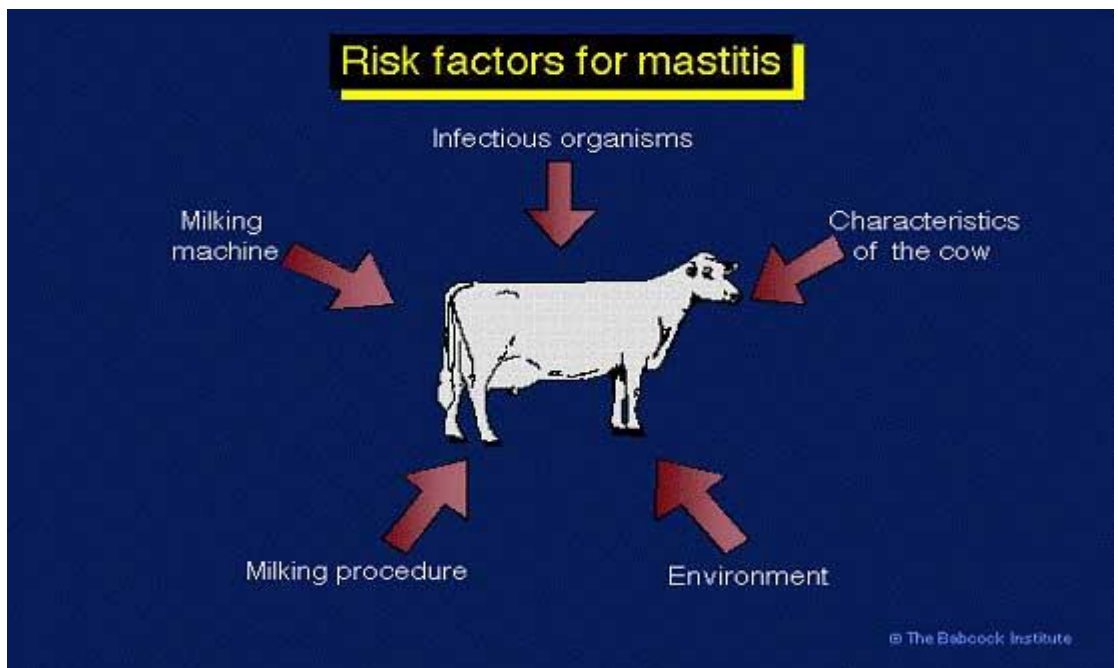 Risk factors for mastitis
Infectious organisms
Milking
machine
Characteristics
of the cow
Milking procedure
Environment
© The Babcock Institute